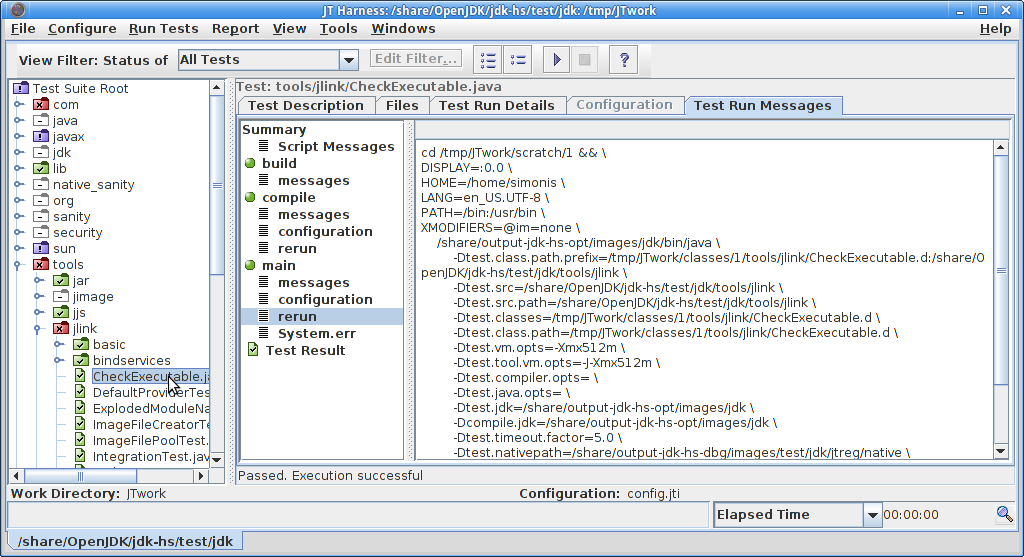 JT Harness: /share/OpenJDK/jdk-hs/test/jdk: /tmp/JTwork
File Configure Run Tests Report View Tools Windows Help
View Filter: Status of All Tests Edit Filter... ?
Test Suite Root
com
java
javax
jdk
lib
native_sanity
org
sanity
security
sun
tools
jar
jimage
jjs
jlink
basic
bindservices
CheckExecutable.ja
DefaultProviderTes
ExplodedModuleNa
ImageFileCreatorTe
ImageFilePoolTest.
IntegrationTest.jav
Test: tools/jlink/CheckExecutable.java
Test Description Files Test Run Details Configuration Test Run Messages
Summary
Script Messages
build
messages
compile
messages
configuration
rerun
main
messages
configuration
rerun
System.err
Test Result
cd /tmp/JTwork/scratch/1 && \
DISPLAY=:0.0 \
HOME=/home/simonis \
LANG=en_US.UTF-8 \
PATH=/bin:/usr/bin \
XMODIFIERS=@im=none \
/share/output-jdk-hs-opt/images/jdk/bin/java \
-Dtest.class.path.prefix=/tmp/JTwork/classes/1/tools/jlink/CheckExecutable.d:/share/O
penJDK/jdk-hs/test/jdk/tools/jlink \
-Dtest.src=/share/OpenJDK/jdk-hs/test/jdk/tools/jlink \
-Dtest.src.path=/share/OpenJDK/jdk-hs/test/jdk/tools/jlink \
-Dtest.classes=/tmp/JTwork/classes/1/tools/jlink/CheckExecutable.d \
-Dtest.class.path=/tmp/JTwork/classes/1/tools/jlink/CheckExecutable.d \
-Dtest.vm.opts=-Xmx512m \
-Dtest.tool.vm.opts=-J-Xmx512m \
-Dtest.compiler.opts= \
-Dtest.java.opts= \
-Dtest.jdk=/share/output-jdk-hs-opt/images/jdk \
-Dcompile.jdk=/share/output-jdk-hs-opt/images/jdk \
-Dtest.timeout.factor=5.0 \
-Dtest.nativepath=/share/output-jdk-hs-dbg/images/test/jdk/jtreg/native \
Passed. Execution successful
Work Directory: JTwork Configuration: config.jti
Elapsed Time 00:00:00
/share/OpenJDK/jdk-hs/test/jdk